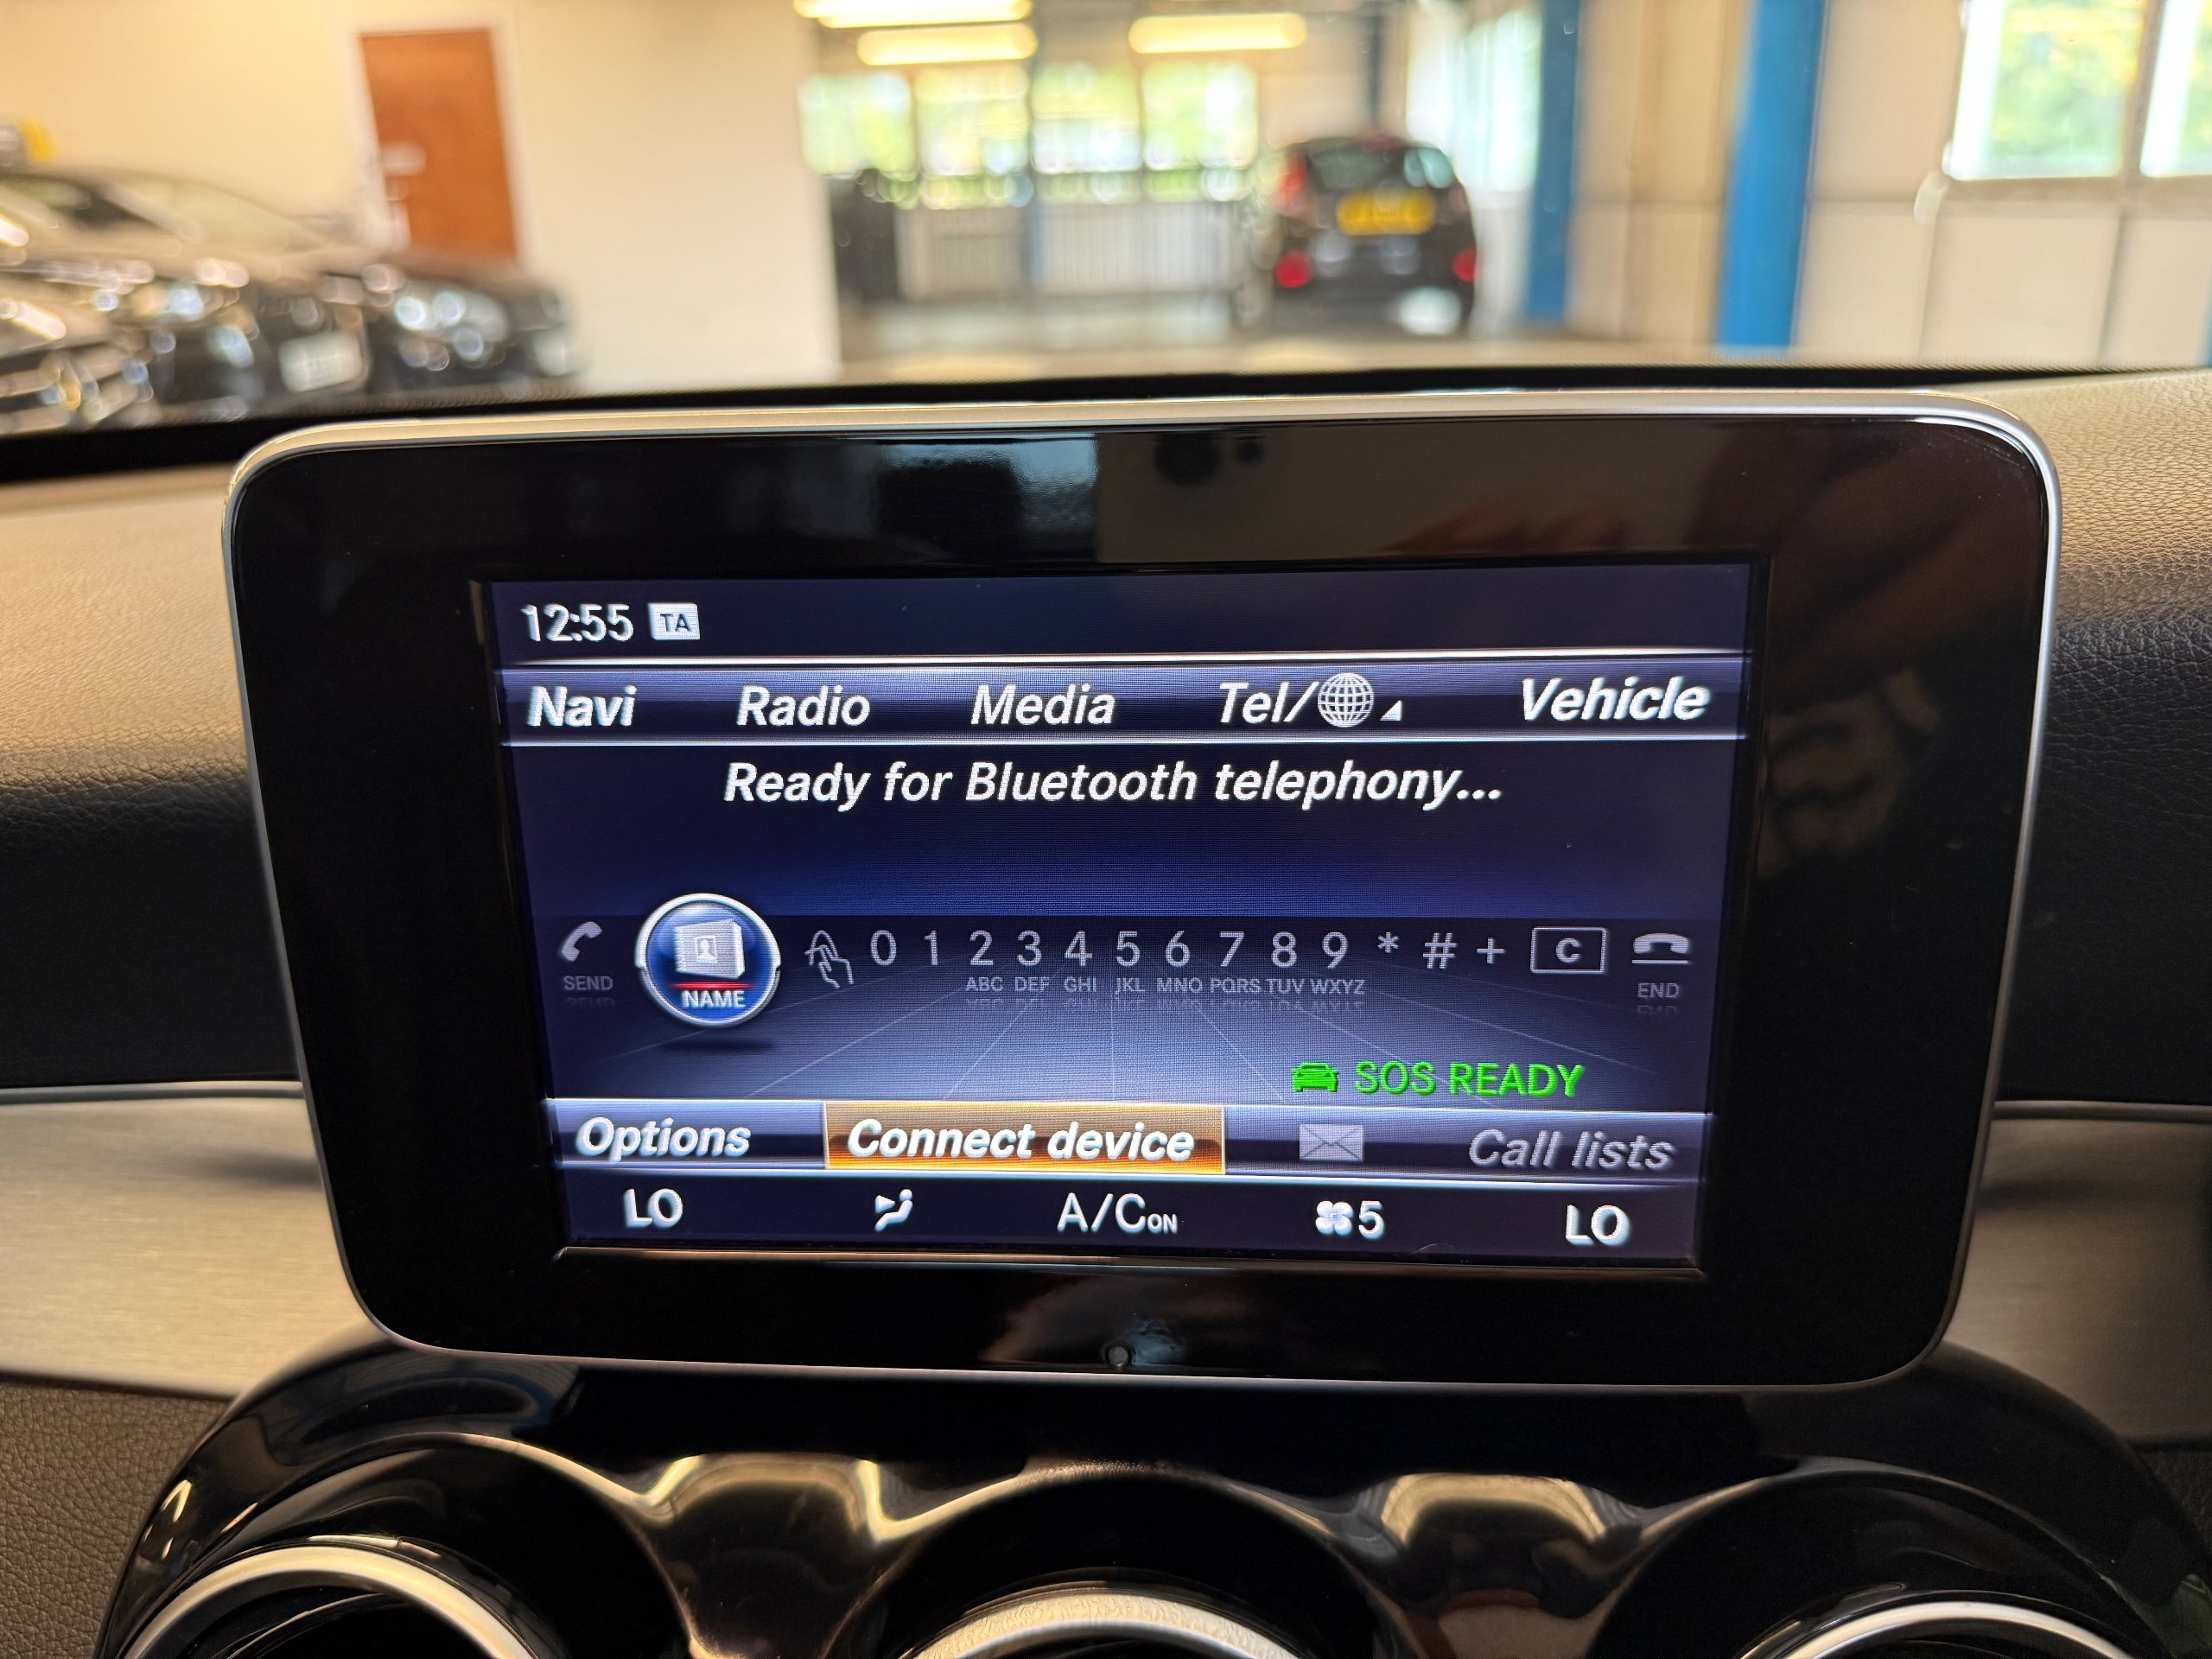 12:55 TA
Navi Radio Media Tel/ Vehicle
Ready for Bluetooth telephony...
0 1 2 3 4 5 6 7 8 9 * # + C
SEND NAME ABC DEF GHI JKL MNO PQRS TUV WXYZ END
SOS READY
Options Connect device Call lists
LO A/C ON 5 LO